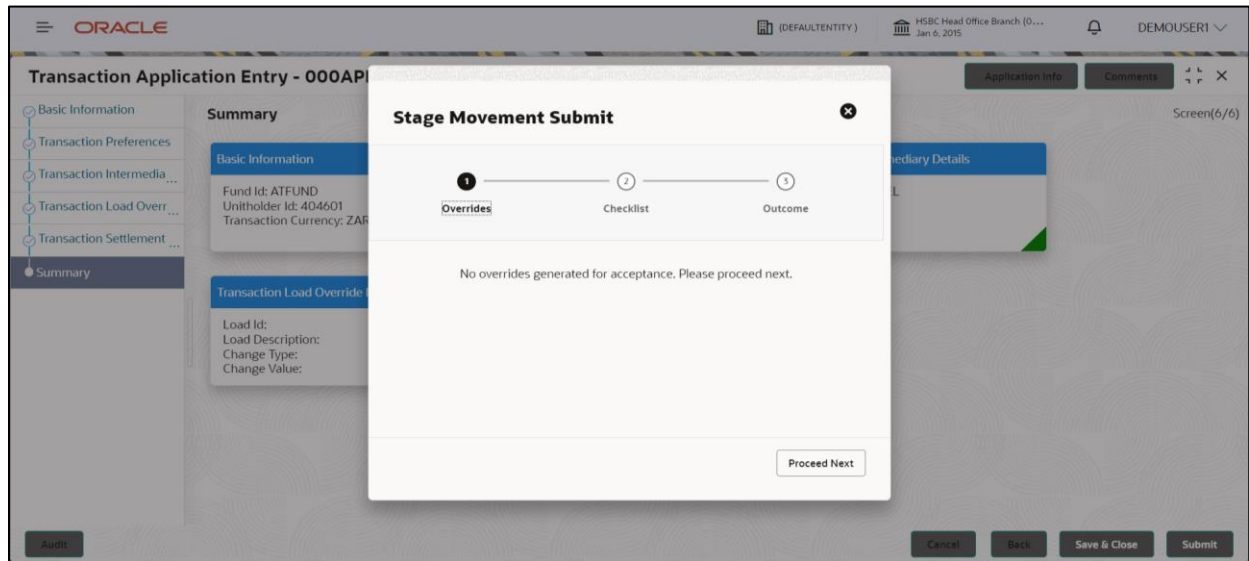 ORACLE
(DEFAULTENTITY)
HSBC Head Office Branch (0...
Jan 6, 2015
DEMOUSER1
Transaction Application Entry - 000API
Application Info
Comments
Basic Information
Transaction Preferences
Transaction Intermedia...
Transaction Load Overr...
Transaction Settlement ...
Summary
Summary
Screen(6/6)
Basic Information
Fund Id: ATFUND
Unitholder Id: 404601
Transaction Currency: ZAR
mediary Details
L
Transaction Load Override
Load Id:
Load Description:
Change Type:
Change Value:
Stage Movement Submit
1
2
3
Overrides
Checklist
Outcome
No overrides generated for acceptance. Please proceed next.
Proceed Next
Audit
Cancel
Back
Save & Close
Submit